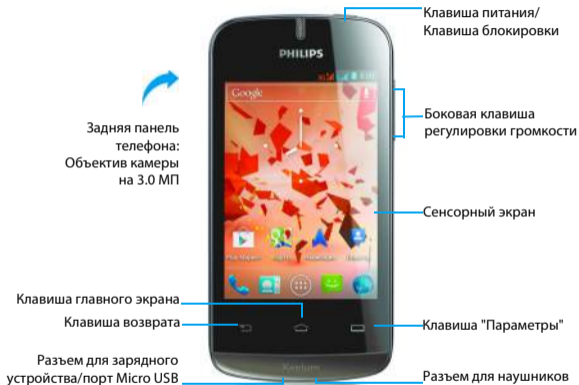 Клавиша питания/
Клавиша блокировки
PHILIPS
Google
Задняя панель
телефона:
Объектив камеры
на 3.0 МП
Боковая клавиша
регулировки громкости
Сенсорный экран
Клавиша главного экрана
Клавиша возврата
Клавиша "Параметры"
Xenium
Разъем для зарядного
устройства/порт Micro USB
Разъем для наушников